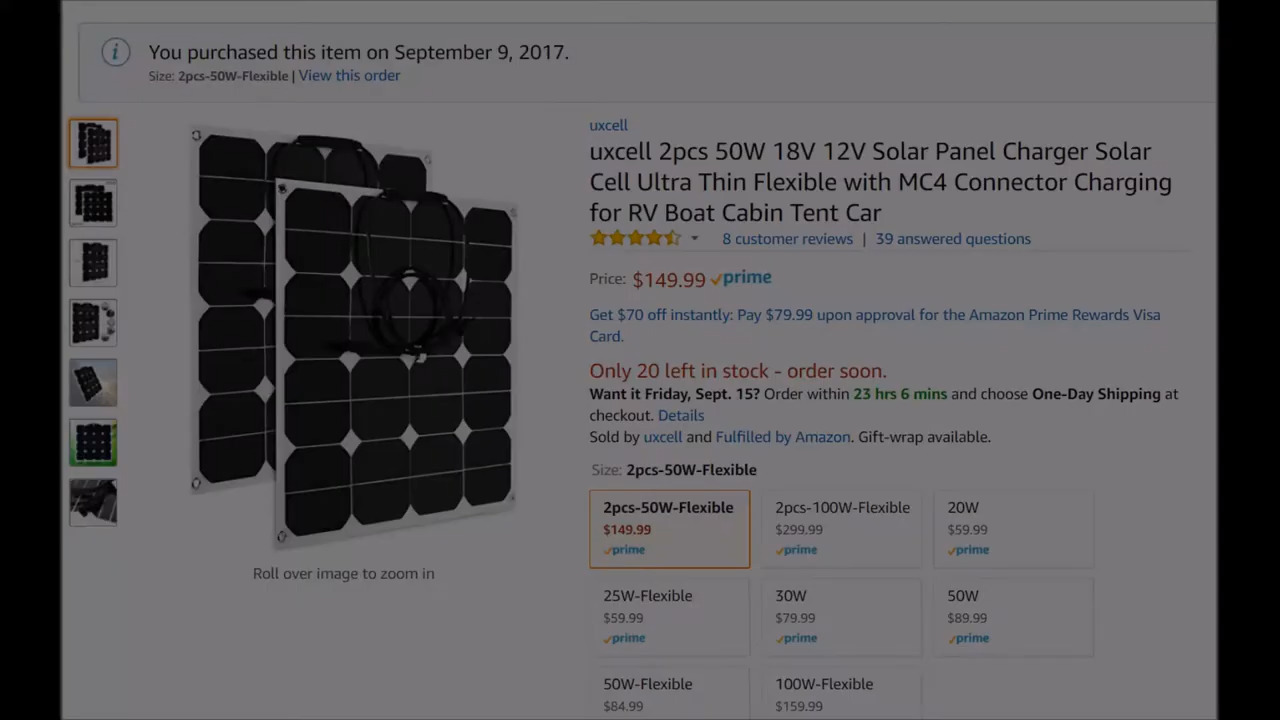 You purchased this item on September 9, 2017.
Size: 2pcs-50W-Flexible | View this order
uxcell
uxcell 2pcs 50W 18V 12V Solar Panel Charger Solar
Cell Ultra Thin Flexible with MC4 Connector Charging
for RV Boat Cabin Tent Car
8 customer reviews | 39 answered questions
Price: $149.99 prime
Get $70 off instantly: Pay $79.99 upon approval for the Amazon Prime Rewards Visa
Card.
Only 20 left in stock - order soon.
Want it Friday, Sept. 15? Order within 23 hrs 6 mins and choose One-Day Shipping at
checkout. Details
Sold by uxcell and Fulfilled by Amazon. Gift-wrap available.
Size: 2pcs-50W-Flexible
2pcs-50W-Flexible
$149.99
prime
2pcs-100W-Flexible
$299.99
prime
20W
$59.99
prime
25W-Flexible
$59.99
prime
30W
$79.99
prime
50W
$89.99
prime
50W-Flexible
$84.99
100W-Flexible
$159.99
Roll over image to zoom in